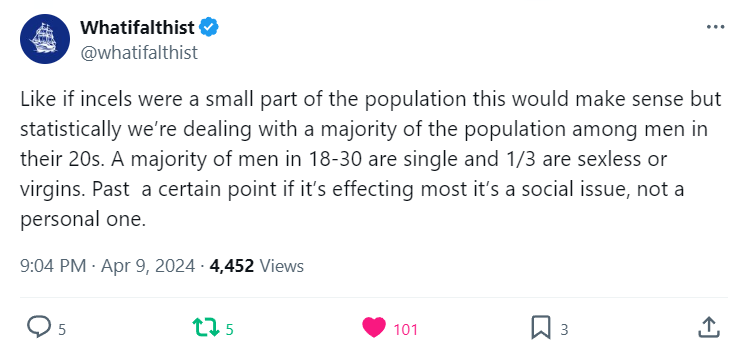 Whatifalthist
@whatifalthist
Like if incels were a small part of the population this would make sense but
statistically we’re dealing with a majority of the population among men in
their 20s. A majority of men in 18-30 are single and 1/3 are sexless or
virgins. Past  a certain point if it’s effecting most it’s a social issue, not a
personal one.
9:04 PM · Apr 9, 2024 · 4,452 Views
5 5 101 3